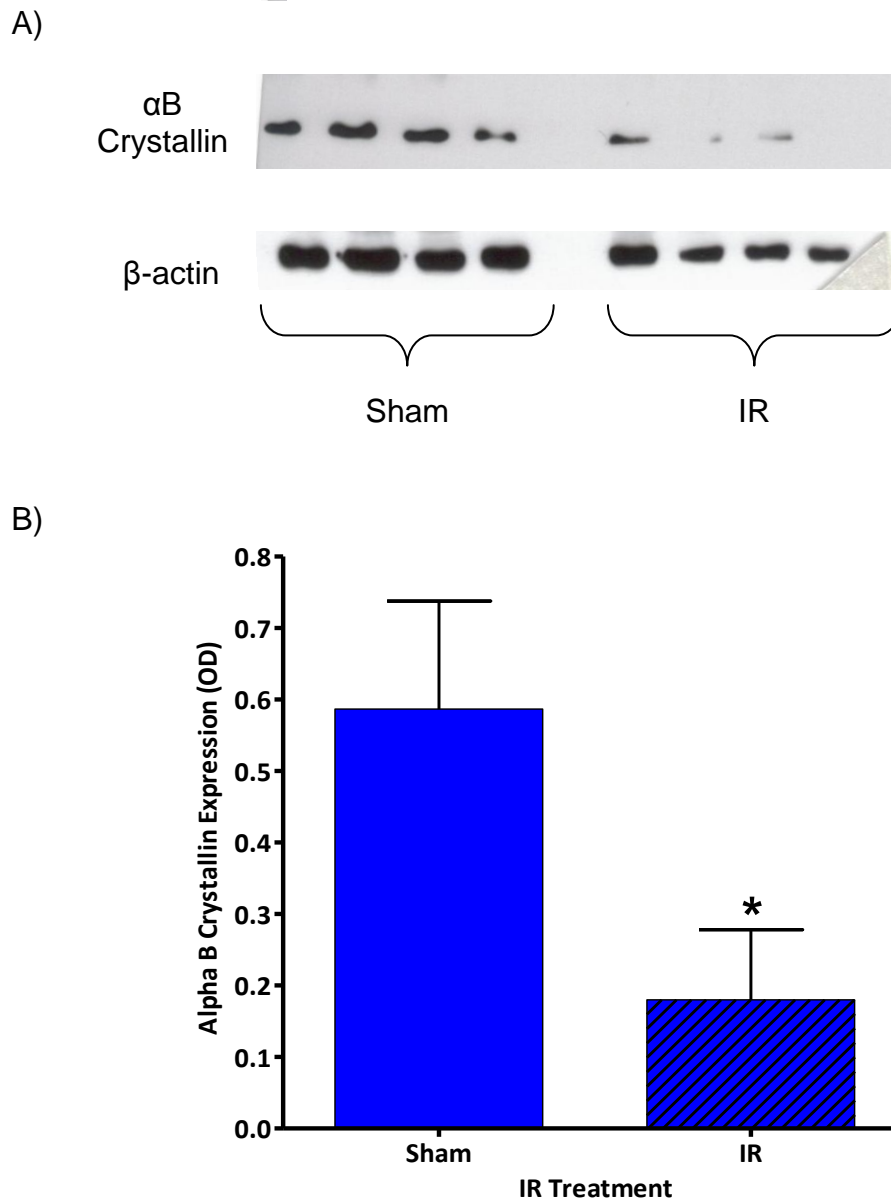 A)
αB
Crystallin
β-actin
Sham IR
B)
Alpha B Crystallin Expression (OD)
0.8
0.7
0.6
0.5
0.4
0.3
0.2
0.1
0.0
*
Sham IR
IR Treatment